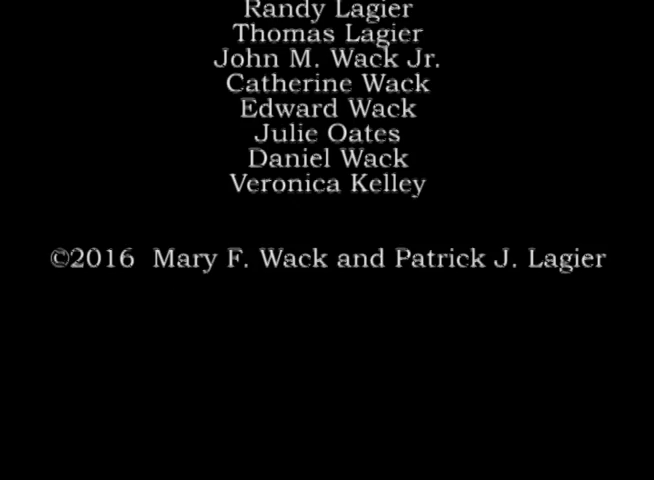 Randy Lagier
Thomas Lagier
John M. Wack Jr.
Catherine Wack
Edward Wack
Julie Oates
Daniel Wack
Veronica Kelley
©2016 Mary F. Wack and Patrick J. Lagier